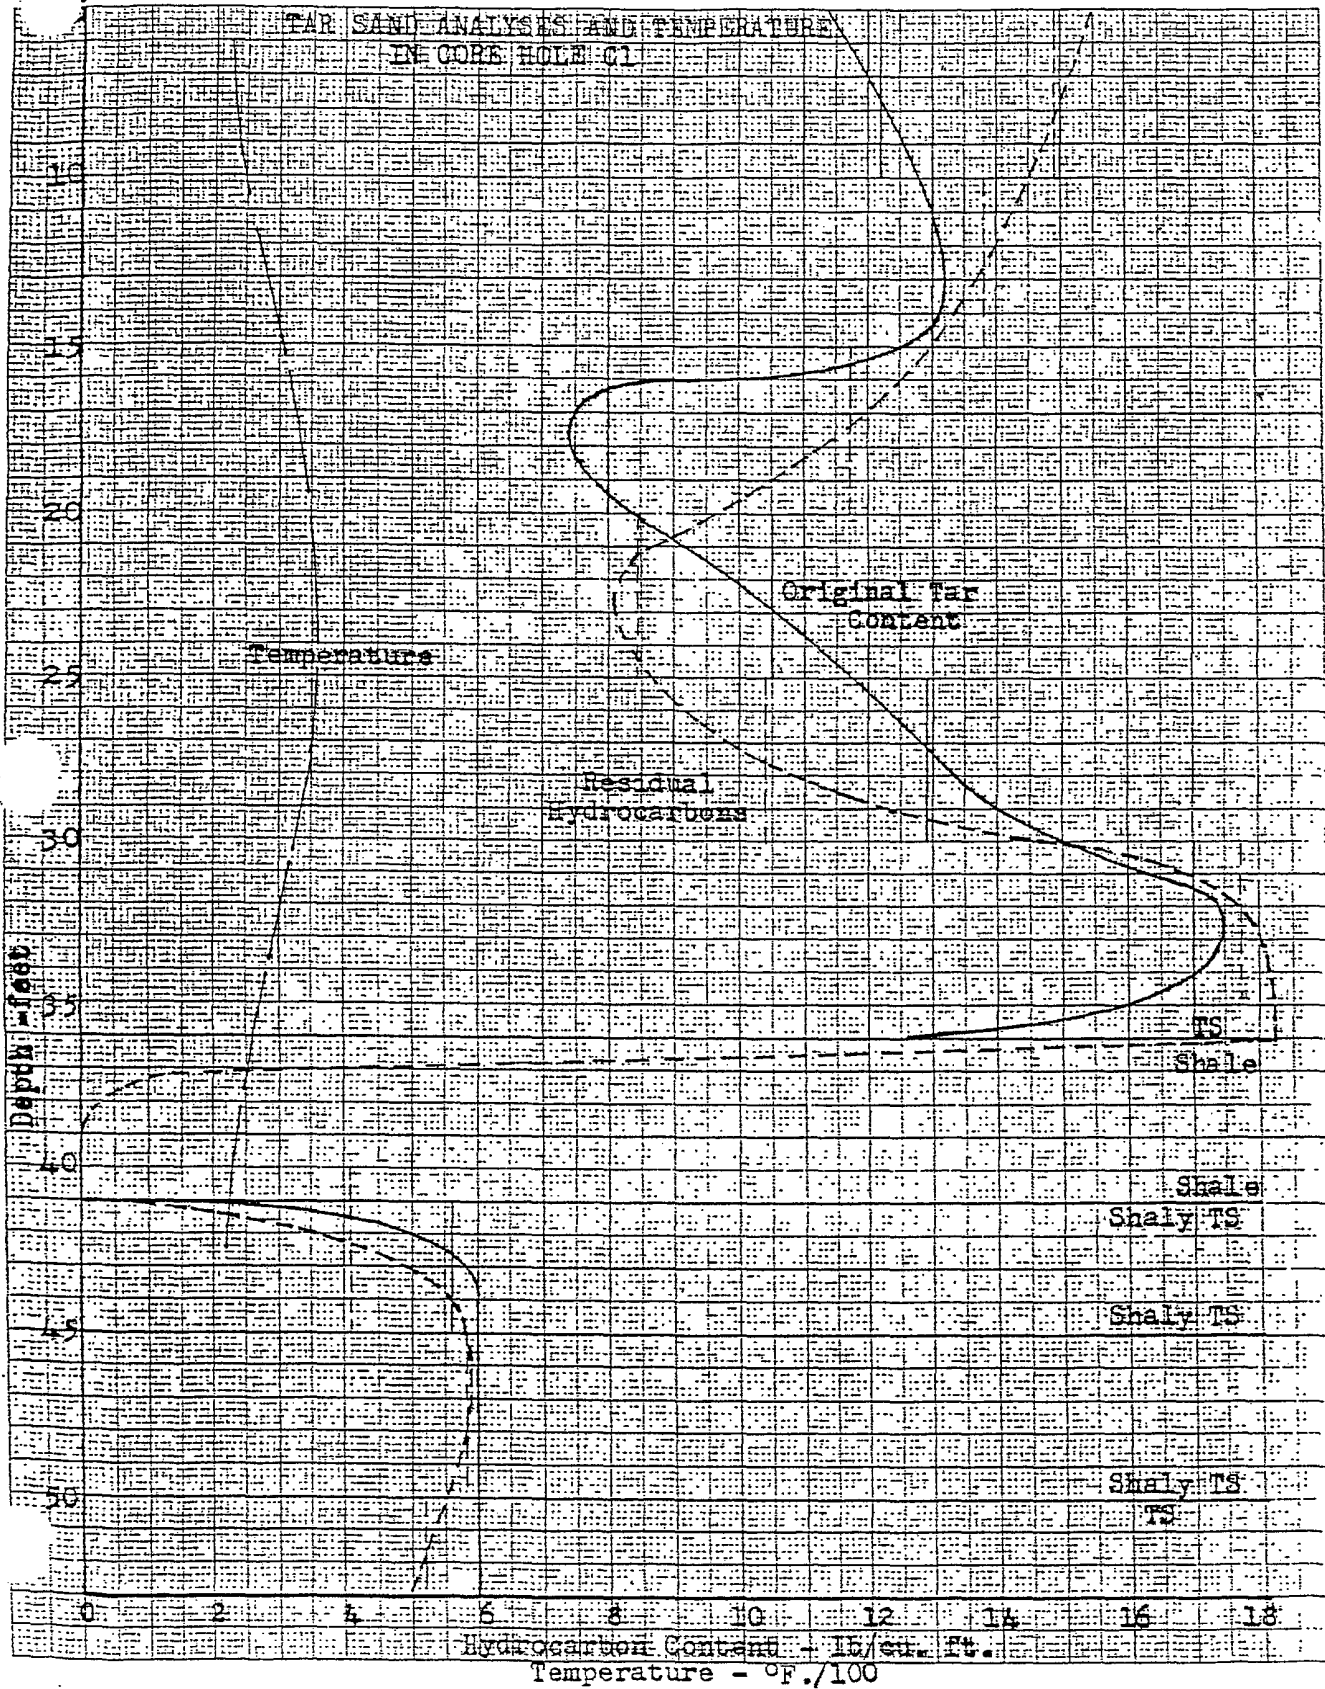 TAR SAND ANALYSES AND TEMPERATURE
IN CORE HOLE C1
10
15
20
Original Tar
Content
Temperature
25
Residual
Hydrocarbons
30
Depth - feet
35
TS
Shale
40
Shale
Shaly TS
Shaly TS
45
Shaly TS
50
TS
0 2 4 6 8 10 12 14 16 18
Hydrocarbon Content - lb/cu. Ft.
Temperature - °F./100